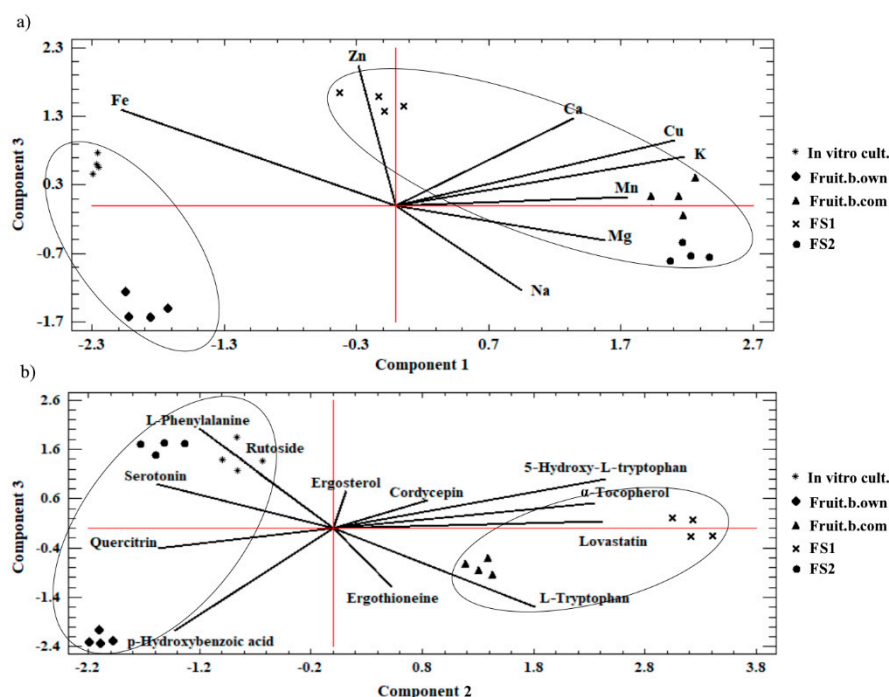 a)
Component 3
2.3
1.3
0.3
-0.7
-1.7
Zn
Fe
Ca
Cu
K
Mn
Mg
Na
-2.3 -1.3 -0.3 0.7 1.7 2.7
Component 1
In vitro cult.
Fruit.b.own
Fruit.b.com
FS1
FS2
b)
Component 3
2.6
1.6
0.6
-0.4
-1.4
-2.4
L-Phenylalanine
Rutoside
Serotonin
Ergosterol
Cordycepin
5-Hydroxy-L-tryptophan
α-Tocopherol
Quercitrin
Lovastatin
Ergothioneine
L-Tryptophan
p-Hydroxybenzoic acid
-2.2 -1.2 -0.2 0.8 1.8 2.8 3.8
Component 2
In vitro cult.
Fruit.b.own
Fruit.b.com
FS1
FS2